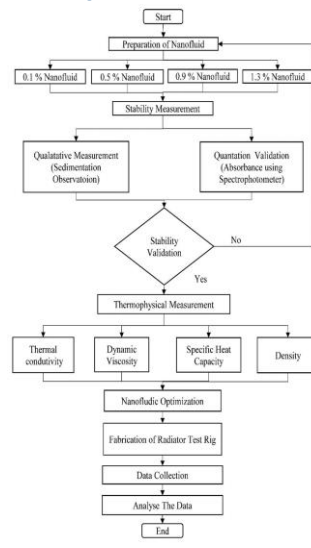 Start
Preparation of Nanofluid
0.1 % Nanofluid
0.5 % Nanofluid
0.9 % Nanofluid
1.3 % Nanofluid
Stability Measurement
Qualatative Measurement
(Sedimentation
Observatoion)
Quantation Validation
(Absorbance using
Spectrophotometer)
Stability
Validation
No
Yes
Thermophysical Measurement
Thermal
condutivity
Dynamic
Viscosity
Specific Heat
Capacity
Density
Nanofludic Optimization
Fabrication of Radiator Test Rig
Data Collection
Analyse The Data
End